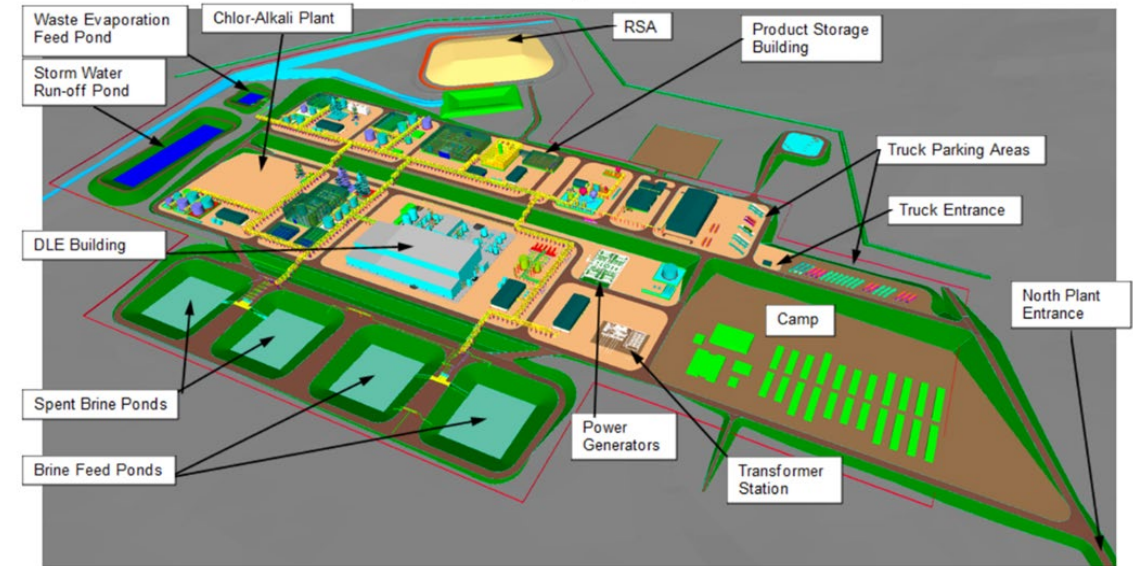 Waste Evaporation
Feed Pond
Chlor-Alkali Plant
RSA
Product Storage
Building
Storm Water
Run-off Pond
Truck Parking Areas
Truck Entrance
DLE Building
North Plant
Entrance
Camp
Spent Brine Ponds
Power
Generators
Brine Feed Ponds
Transformer
Station